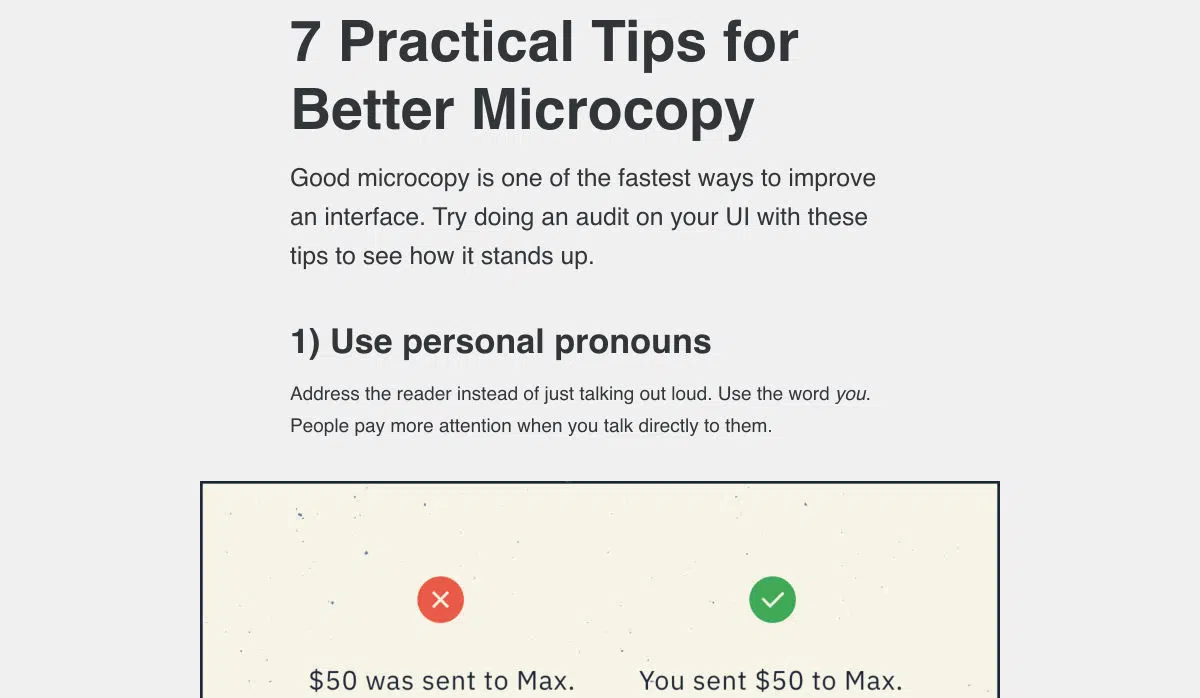 7 Practical Tips for
Better Microcopy
Good microcopy is one of the fastest ways to improve
an interface. Try doing an audit on your UI with these
tips to see how it stands up.
1) Use personal pronouns
Address the reader instead of just talking out loud. Use the word you.
People pay more attention when you talk directly to them.
$50 was sent to Max.
You sent $50 to Max.